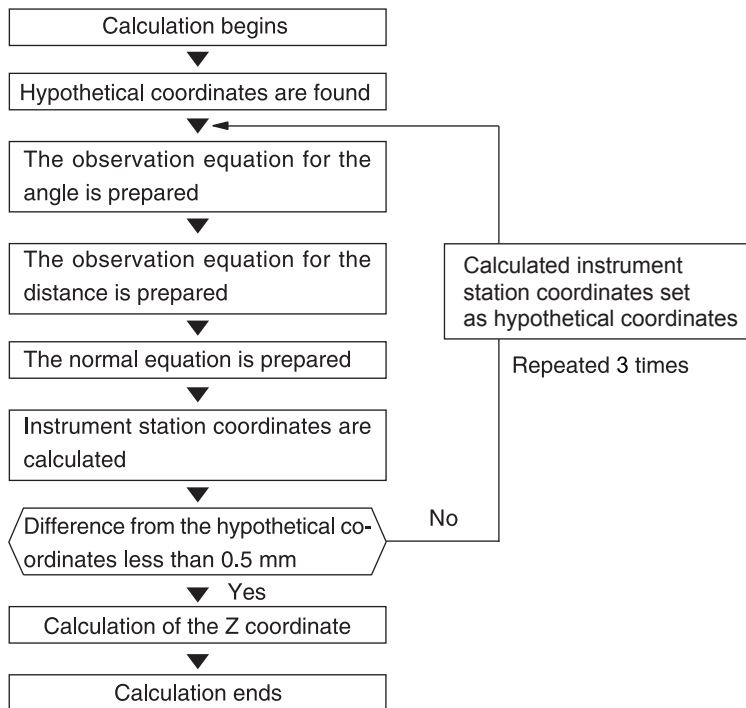 Calculation begins
Hypothetical coordinates are found
The observation equation for the
angle is prepared
The observation equation for the
distance is prepared
Calculated instrument
station coordinates set
as hypothetical coordinates
Repeated 3 times
The normal equation is prepared
Instrument station coordinates are
calculated
Difference from the hypothetical co-
ordinates less than 0.5 mm
No
Yes
Calculation of the Z coordinate
Calculation ends